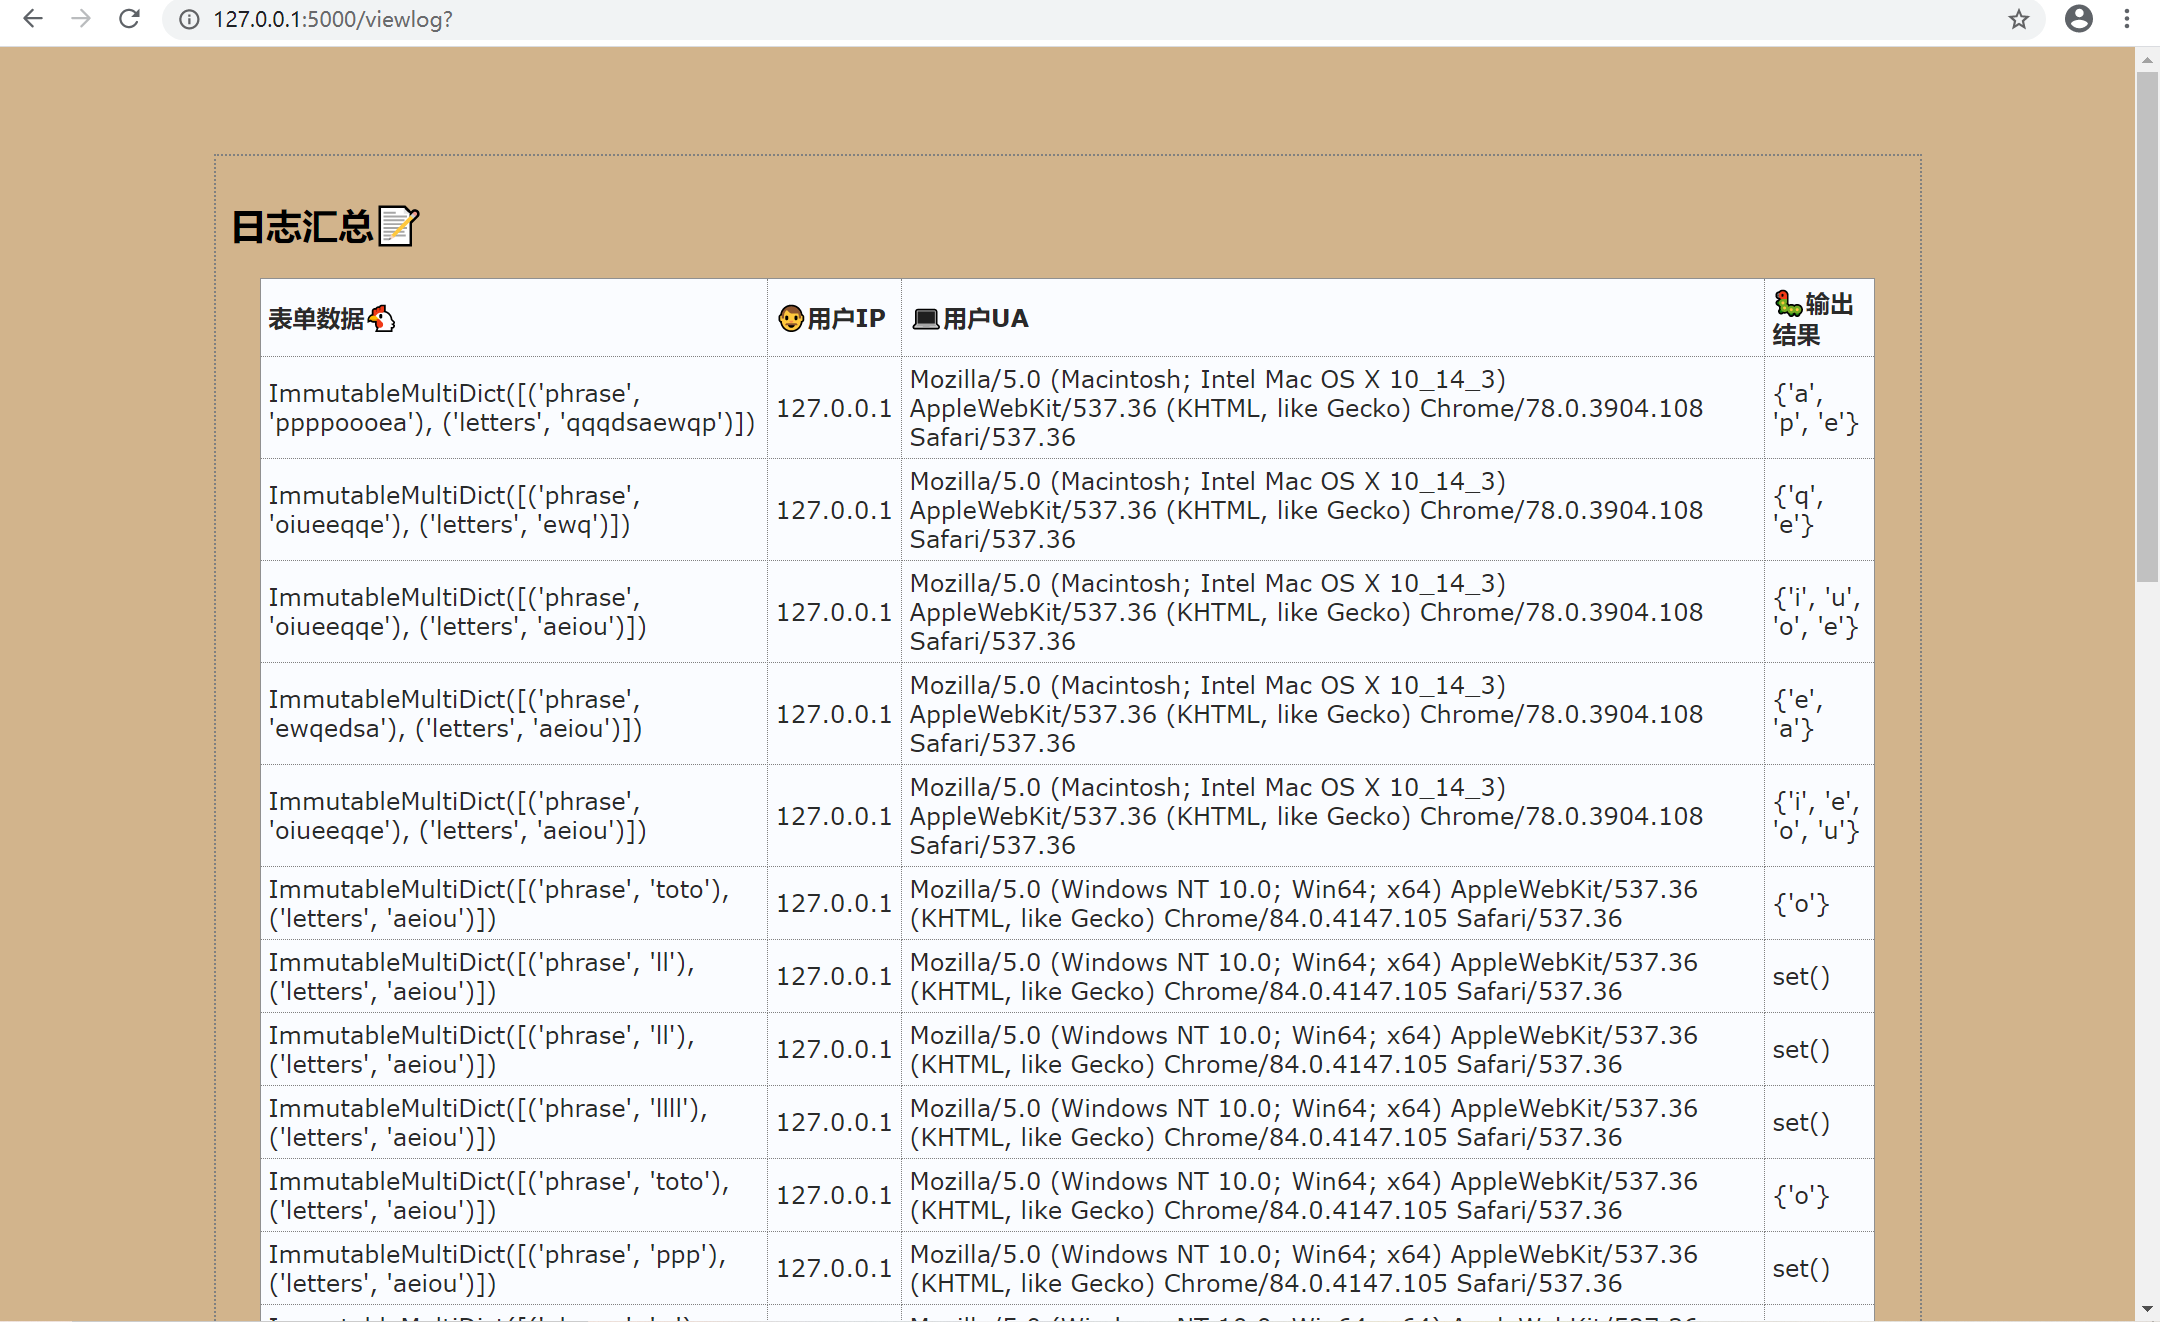 127.0.0.1:5000/viewlog?
日志汇总📝
表单数据🐔
👨用户IP
💻用户UA
🐛输出
结果
ImmutableMultiDict([('phrase',
'ppppoooea'), ('letters', 'qqqdsaewqp')])
127.0.0.1
Mozilla/5.0 (Macintosh; Intel Mac OS X 10_14_3)
AppleWebKit/537.36 (KHTML, like Gecko) Chrome/78.0.3904.108
Safari/537.36
{'a',
'p', 'e'}
ImmutableMultiDict([('phrase',
'oiueeqqe'), ('letters', 'ewq')])
127.0.0.1
Mozilla/5.0 (Macintosh; Intel Mac OS X 10_14_3)
AppleWebKit/537.36 (KHTML, like Gecko) Chrome/78.0.3904.108
Safari/537.36
{'q',
'e'}
ImmutableMultiDict([('phrase',
'oiueeqqe'), ('letters', 'aeiou')])
127.0.0.1
Mozilla/5.0 (Macintosh; Intel Mac OS X 10_14_3)
AppleWebKit/537.36 (KHTML, like Gecko) Chrome/78.0.3904.108
Safari/537.36
{'i', 'u',
'o', 'e'}
ImmutableMultiDict([('phrase',
'ewqedsa'), ('letters', 'aeiou')])
127.0.0.1
Mozilla/5.0 (Macintosh; Intel Mac OS X 10_14_3)
AppleWebKit/537.36 (KHTML, like Gecko) Chrome/78.0.3904.108
Safari/537.36
{'e',
'a'}
ImmutableMultiDict([('phrase',
'oiueeqqe'), ('letters', 'aeiou')])
127.0.0.1
Mozilla/5.0 (Macintosh; Intel Mac OS X 10_14_3)
AppleWebKit/537.36 (KHTML, like Gecko) Chrome/78.0.3904.108
Safari/537.36
{'i', 'e',
'o', 'u'}
ImmutableMultiDict([('phrase', 'toto'),
('letters', 'aeiou')])
127.0.0.1
Mozilla/5.0 (Windows NT 10.0; Win64; x64) AppleWebKit/537.36
(KHTML, like Gecko) Chrome/84.0.4147.105 Safari/537.36
{'o'}
ImmutableMultiDict([('phrase', 'll'),
('letters', 'aeiou')])
127.0.0.1
Mozilla/5.0 (Windows NT 10.0; Win64; x64) AppleWebKit/537.36
(KHTML, like Gecko) Chrome/84.0.4147.105 Safari/537.36
set()
ImmutableMultiDict([('phrase', 'll'),
('letters', 'aeiou')])
127.0.0.1
Mozilla/5.0 (Windows NT 10.0; Win64; x64) AppleWebKit/537.36
(KHTML, like Gecko) Chrome/84.0.4147.105 Safari/537.36
set()
ImmutableMultiDict([('phrase', 'llll'),
('letters', 'aeiou')])
127.0.0.1
Mozilla/5.0 (Windows NT 10.0; Win64; x64) AppleWebKit/537.36
(KHTML, like Gecko) Chrome/84.0.4147.105 Safari/537.36
set()
ImmutableMultiDict([('phrase', 'toto'),
('letters', 'aeiou')])
127.0.0.1
Mozilla/5.0 (Windows NT 10.0; Win64; x64) AppleWebKit/537.36
(KHTML, like Gecko) Chrome/84.0.4147.105 Safari/537.36
{'o'}
ImmutableMultiDict([('phrase', 'ppp'),
('letters', 'aeiou')])
127.0.0.1
Mozilla/5.0 (Windows NT 10.0; Win64; x64) AppleWebKit/537.36
(KHTML, like Gecko) Chrome/84.0.4147.105 Safari/537.36
set()